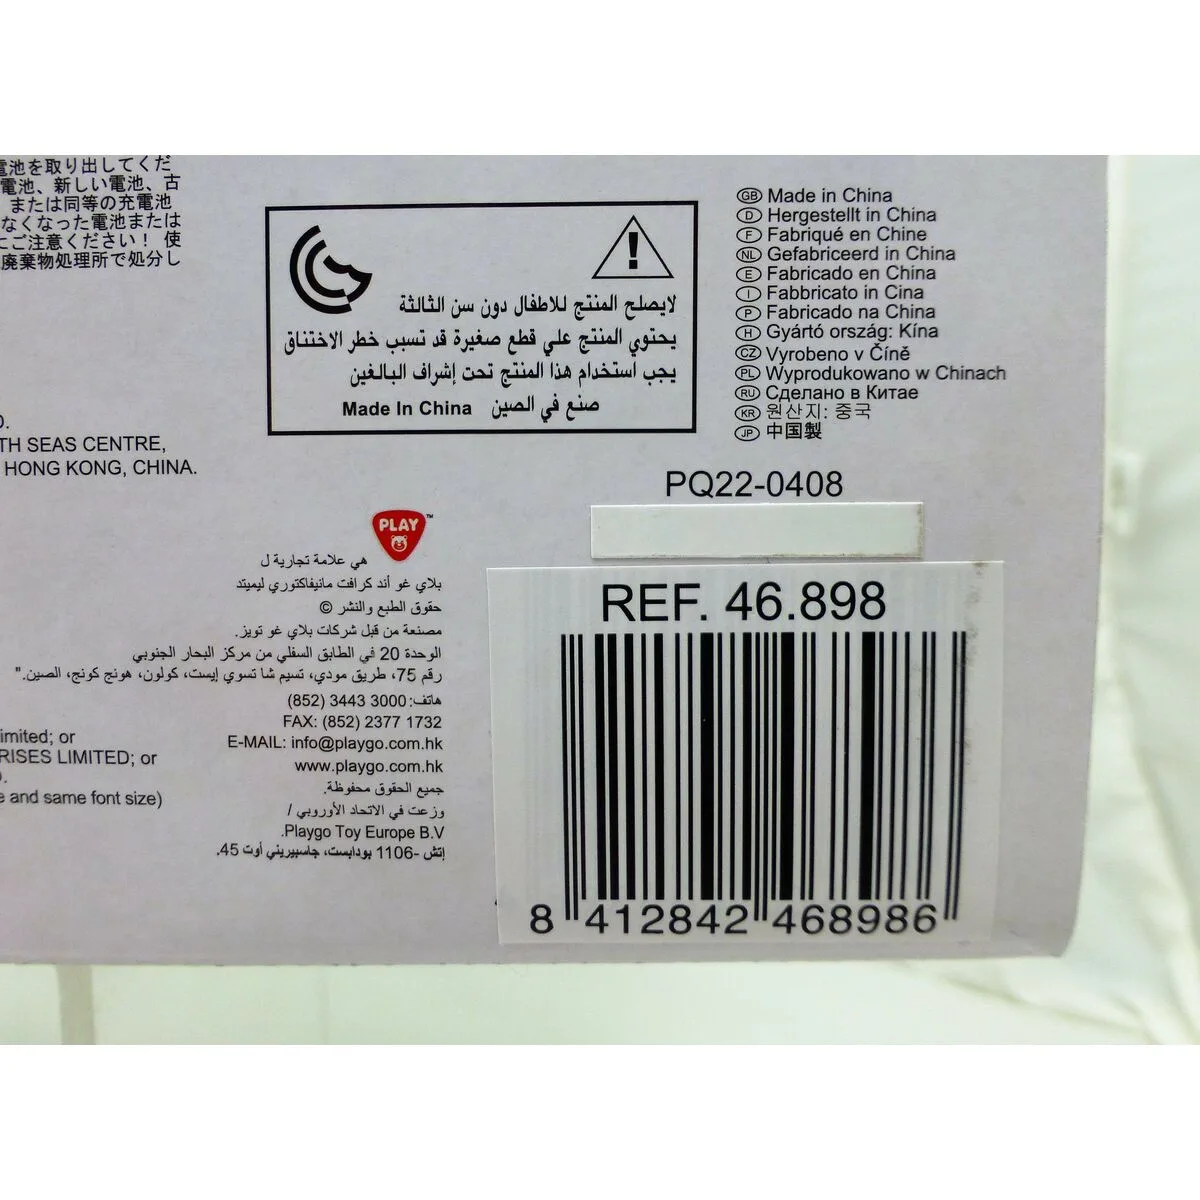 電池を取り出してくだ
電池、新しい電池、古
または同等の充電池
なくなった電池または
にご注意ください! 使
廃棄物処理所で処分し
TH SEAS CENTRE,
HONG KONG, CHINA.
imited; or
RISES LIMITED; or
e and same font size)
لايصلح المنتج للاطفال دون سن الثالثة
يحتوي المنتج علي قطع صغيرة قد تسبب خطر الاختناق
يجب استخدام هذا المنتج تحت إشراف البالغين
صنع في الصين Made In China
PLAY™
هي علامة تجارية ل
بلاي غو أند كرافت مانيفاكتوري ليميتد
حقوق الطبع والنشر ©
مصنعة من قبل شركات بلاي غو تويز.
الوحدة 20 في الطابق السفلي من مركز البحار الجنوبي
رقم 75، طريق مودي، تسيم شا تسوي إيست، كولون، هونج كونج، الصين."
هاتف: 3000 3443 (852)
FAX: (852) 2377 1732
E-MAIL: info@playgo.com.hk
www.playgo.com.hk
جميع الحقوق محفوظة.
وزعت في الاتحاد الأوروبي /
.Playgo Toy Europe B.V
إتش -1106 بودابست، جاسبيريني أوت 45.
GB Made in China
D Hergestellt in China
F Fabriqué en Chine
NL Gefabriceerd in China
E Fabricado en China
I Fabbricato in Cina
P Fabricado na China
H Gyártó ország: Kína
CZ Vyrobeno v Číně
PL Wyprodukowano w Chinach
RU Сделано в Китае
KR 원산지: 중국
JP 中国製
PQ22-0408
REF. 46.898
8 412842 468986